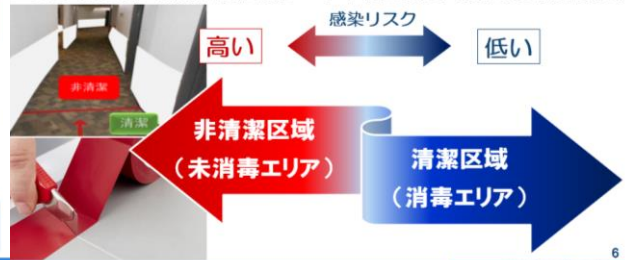 感染リスク
高い
低い
非清潔
清潔
非清潔区域
（未消毒エリア）
清潔区域
（消毒エリア）
6